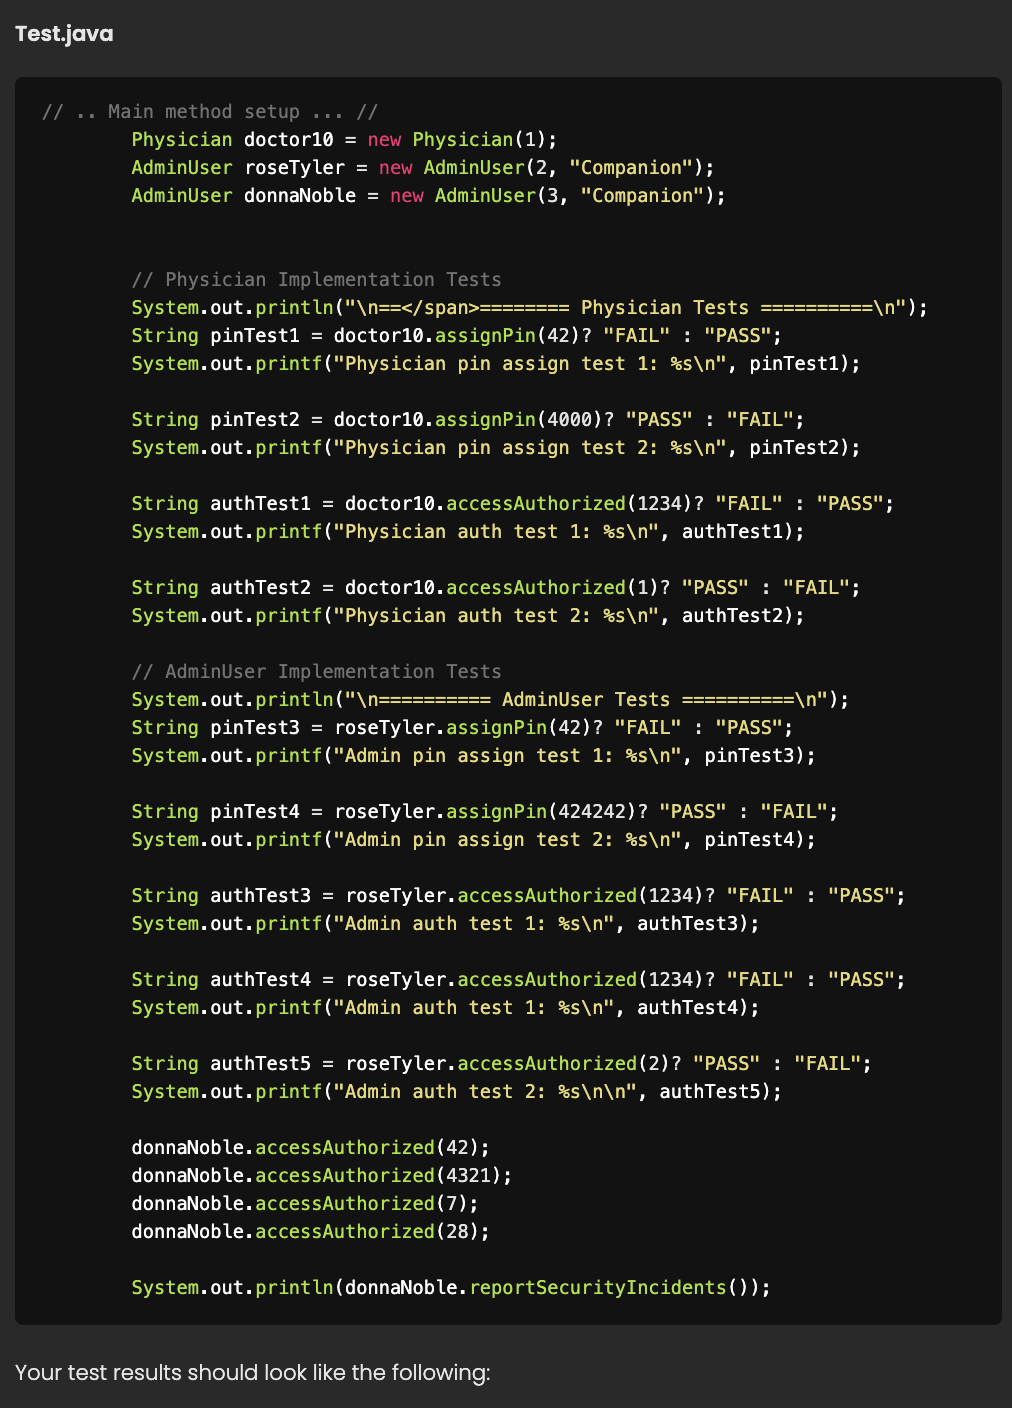 Test.java
// .. Main method setup ... //
Physician doctor10 = new Physician(1);
AdminUser roseTyler = new AdminUser(2, "Companion");
AdminUser donnaNoble = new AdminUser(3, "Companion");
// Physician Implementation Tests
System.out.println("\n==</span>======== Physician Tests ==========\n");
String pinTest1 = doctor10.assignPin(42)? "FAIL" : "PASS";
System.out.printf("Physician pin assign test 1: %s\n", pinTest1);
String pinTest2 = doctor10.assignPin(4000)? "PASS" : "FAIL";
System.out.printf("Physician pin assign test 2: %s\n", pinTest2);
String authTest1 = doctor10.accessAuthorized(1234)? "FAIL" : "PASS";
System.out.printf("Physician auth test 1: %s\n", authTest1);
String authTest2 = doctor10.accessAuthorized(1)? "PASS" : "FAIL";
System.out.printf("Physician auth test 2: %s\n", authTest2);
// AdminUser Implementation Tests
System.out.println("\n========== AdminUser Tests ==========\n");
String pinTest3 = roseTyler.assignPin(42)? "FAIL" : "PASS";
System.out.printf("Admin pin assign test 1: %s\n", pinTest3);
String pinTest4 = roseTyler.assignPin(424242)? "PASS" : "FAIL";
System.out.printf("Admin pin assign test 2: %s\n", pinTest4);
String authTest3 = roseTyler.accessAuthorized(1234)? "FAIL" : "PASS";
System.out.printf("Admin auth test 1: %s\n", authTest3);
String authTest4 = roseTyler.accessAuthorized(1234)? "FAIL" : "PASS";
System.out.printf("Admin auth test 1: %s\n", authTest4);
String authTest5 = roseTyler.accessAuthorized(2)? "PASS" : "FAIL";
System.out.printf("Admin auth test 2: %s\n\n", authTest5);
donnaNoble.accessAuthorized(42);
donnaNoble.accessAuthorized(4321);
donnaNoble.accessAuthorized(7);
donnaNoble.accessAuthorized(28);
System.out.println(donnaNoble.reportSecurityIncidents());
Your test results should look like the following: